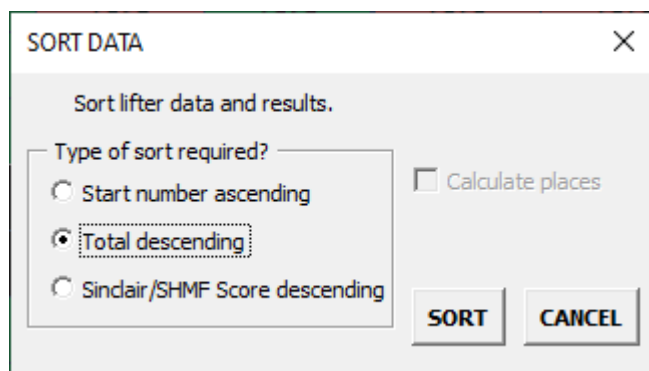 SORT DATA
Sort lifter data and results.
Type of sort required?
Start number ascending
Calculate places
Total descending
Sinclair/SHMF Score descending
SORT
CANCEL